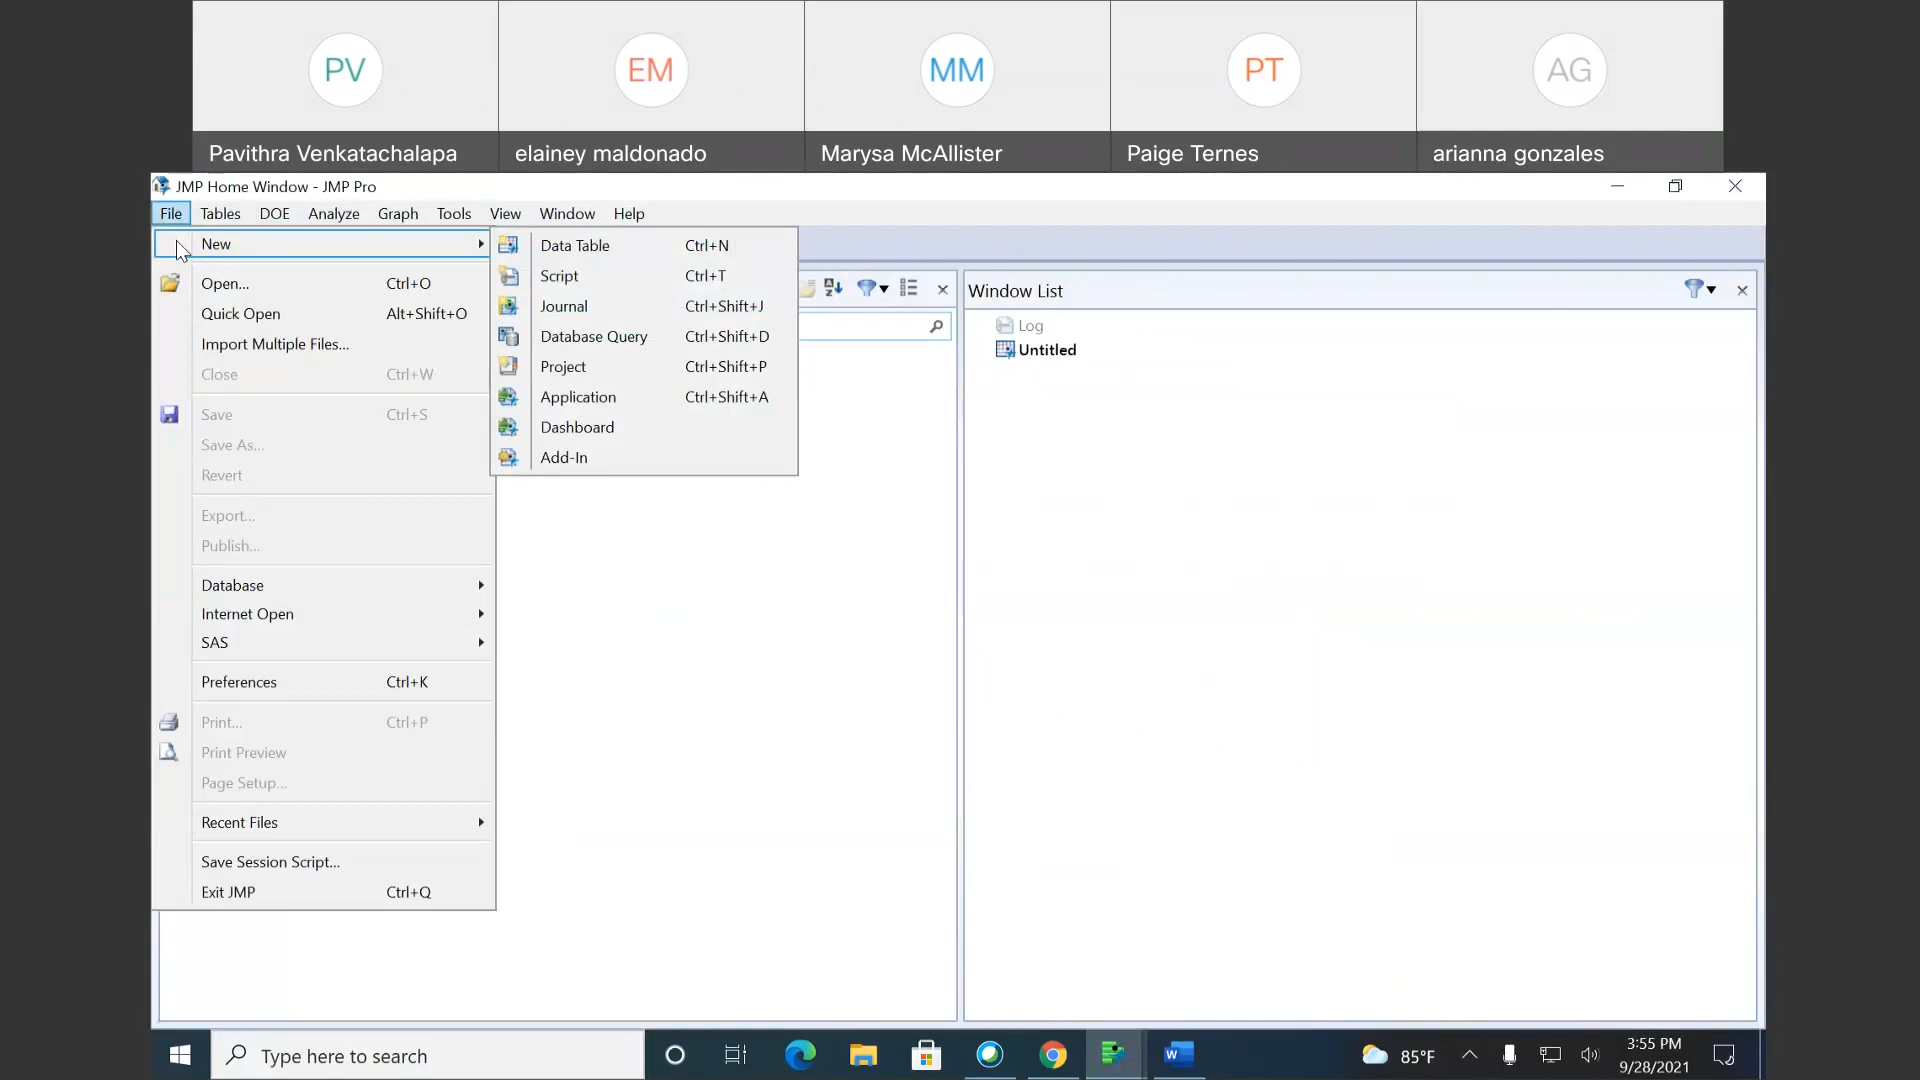 PV EM MM PT AG
Pavithra Venkatachalapa elainey maldonado Marysa McAllister Paige Ternes arianna gonzales
JMP Home Window - JMP Pro
File Tables DOE Analyze Graph Tools View Window Help
New
Open... Ctrl+O
Quick Open Alt+Shift+O
Import Multiple Files...
Close Ctrl+W
Save Ctrl+S
Save As...
Revert
Export...
Publish...
Database
Internet Open
SAS
Preferences Ctrl+K
Print... Ctrl+P
Print Preview
Page Setup...
Recent Files
Save Session Script...
Exit JMP Ctrl+Q
Data Table Ctrl+N
Script Ctrl+T
Journal Ctrl+Shift+J
Database Query Ctrl+Shift+D
Project Ctrl+Shift+P
Application Ctrl+Shift+A
Dashboard
Add-In
Window List
Log
Untitled
Type here to search
85°F
3:55 PM
9/28/2021